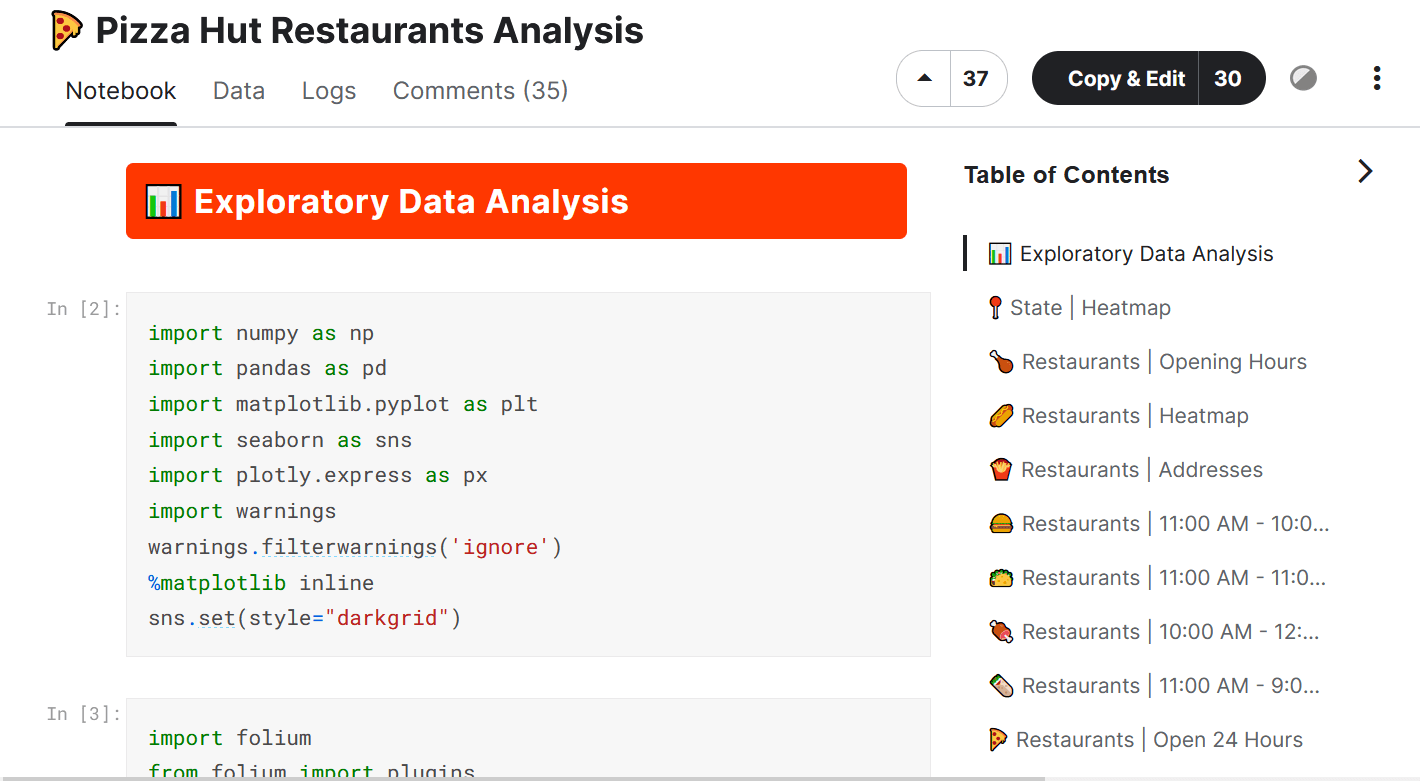 Pizza Hut Restaurants Analysis
Notebook Data Logs Comments (35)
37
Copy & Edit 30
Exploratory Data Analysis
In [2]:
import numpy as np
import pandas as pd
import matplotlib.pyplot as plt
import seaborn as sns
import plotly.express as px
import warnings
warnings.filterwarnings('ignore')
%matplotlib inline
sns.set(style="darkgrid")
In [3]:
import folium
from folium import plugins
Table of Contents
Exploratory Data Analysis
State | Heatmap
Restaurants | Opening Hours
Restaurants | Heatmap
Restaurants | Addresses
Restaurants | 11:00 AM - 10:0...
Restaurants | 11:00 AM - 11:0...
Restaurants | 10:00 AM - 12:...
Restaurants | 11:00 AM - 9:0...
Restaurants | Open 24 Hours